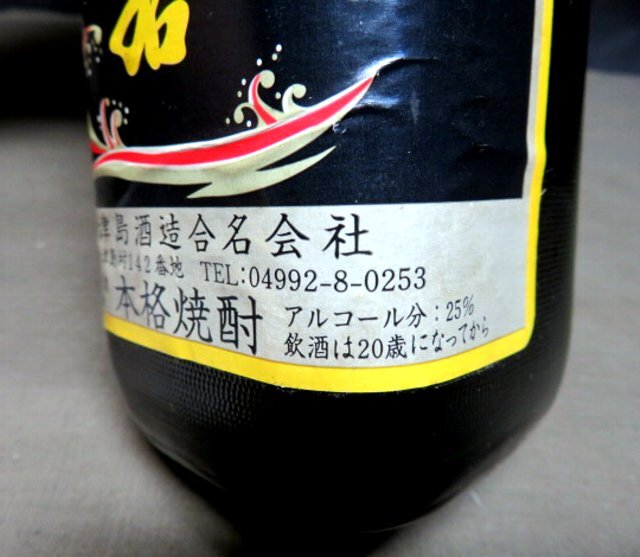 津島酒造合名会社
島村142番地 TEL:04992-8-0253
本格焼酎 アルコール分:25%
飲酒は20歳になってから